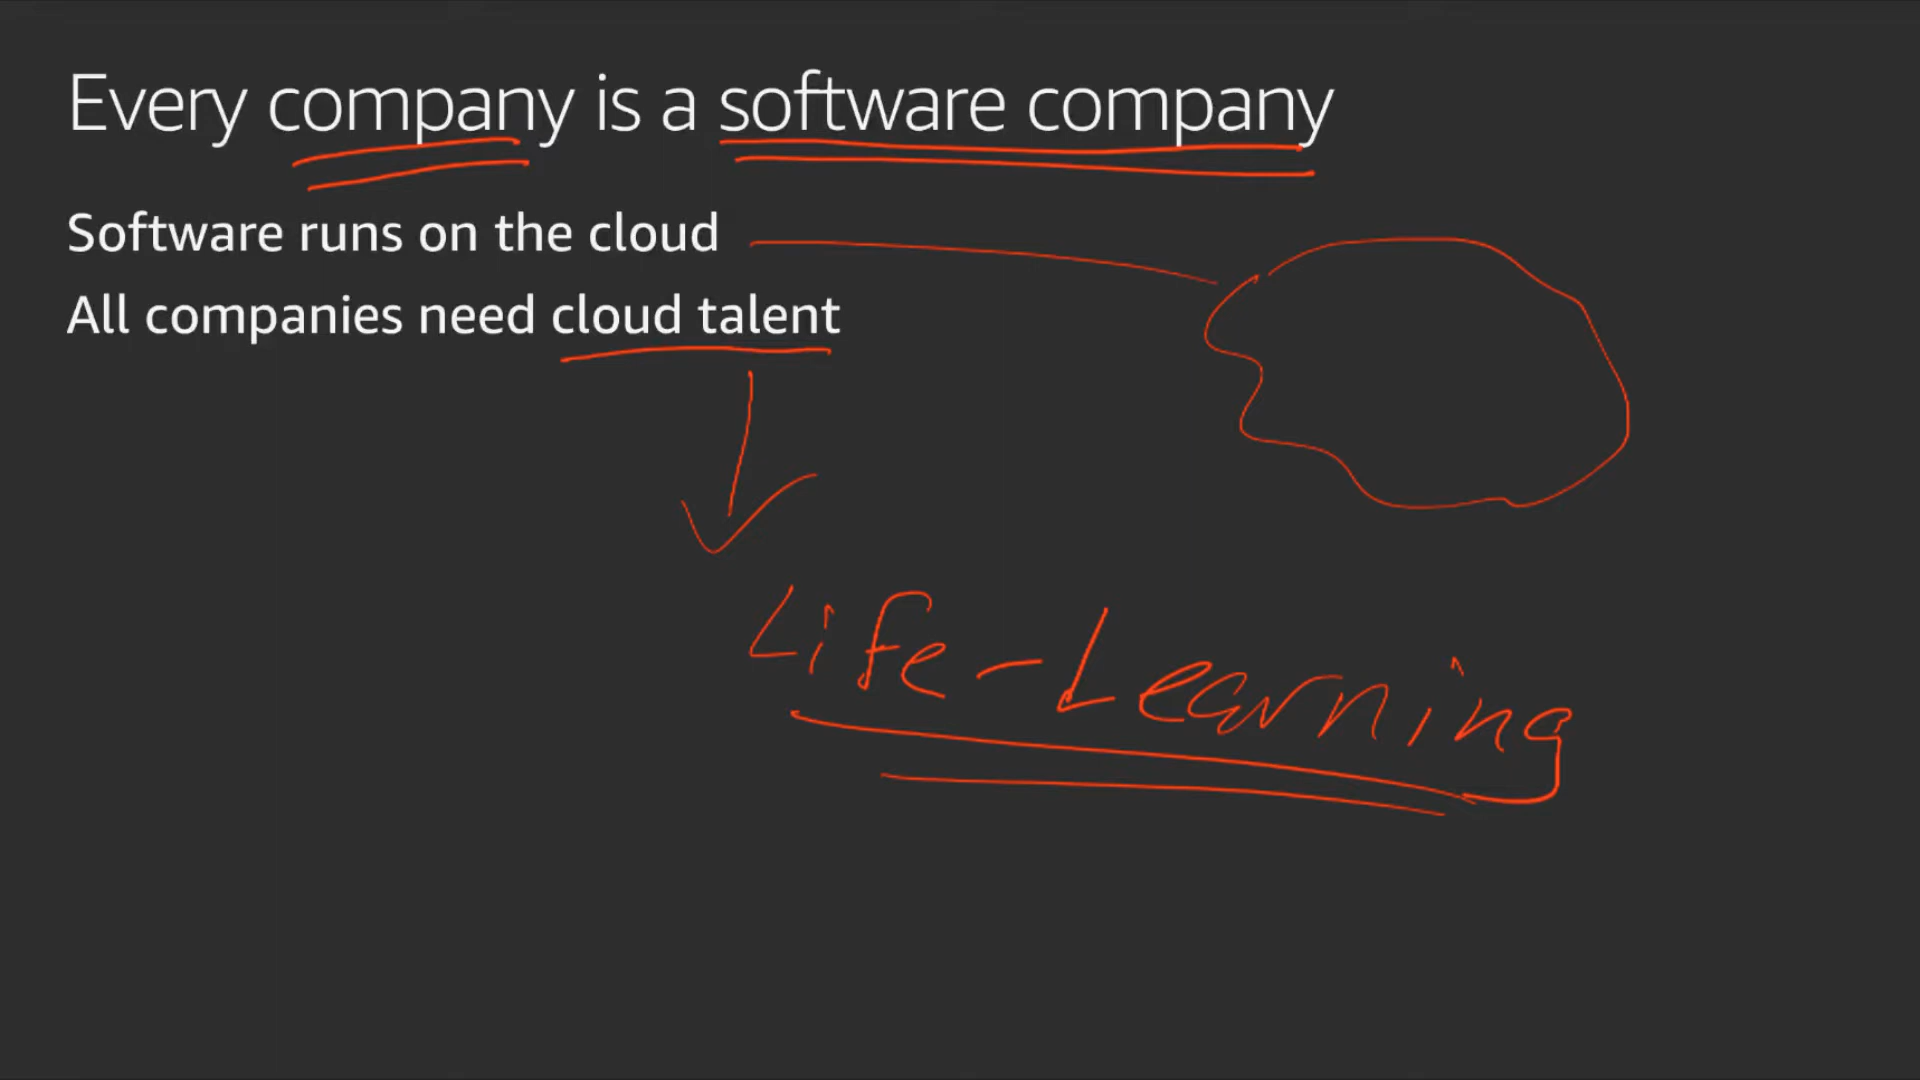 Every company is a software company
Software runs on the cloud
All companies need cloud talent
Life-Learning